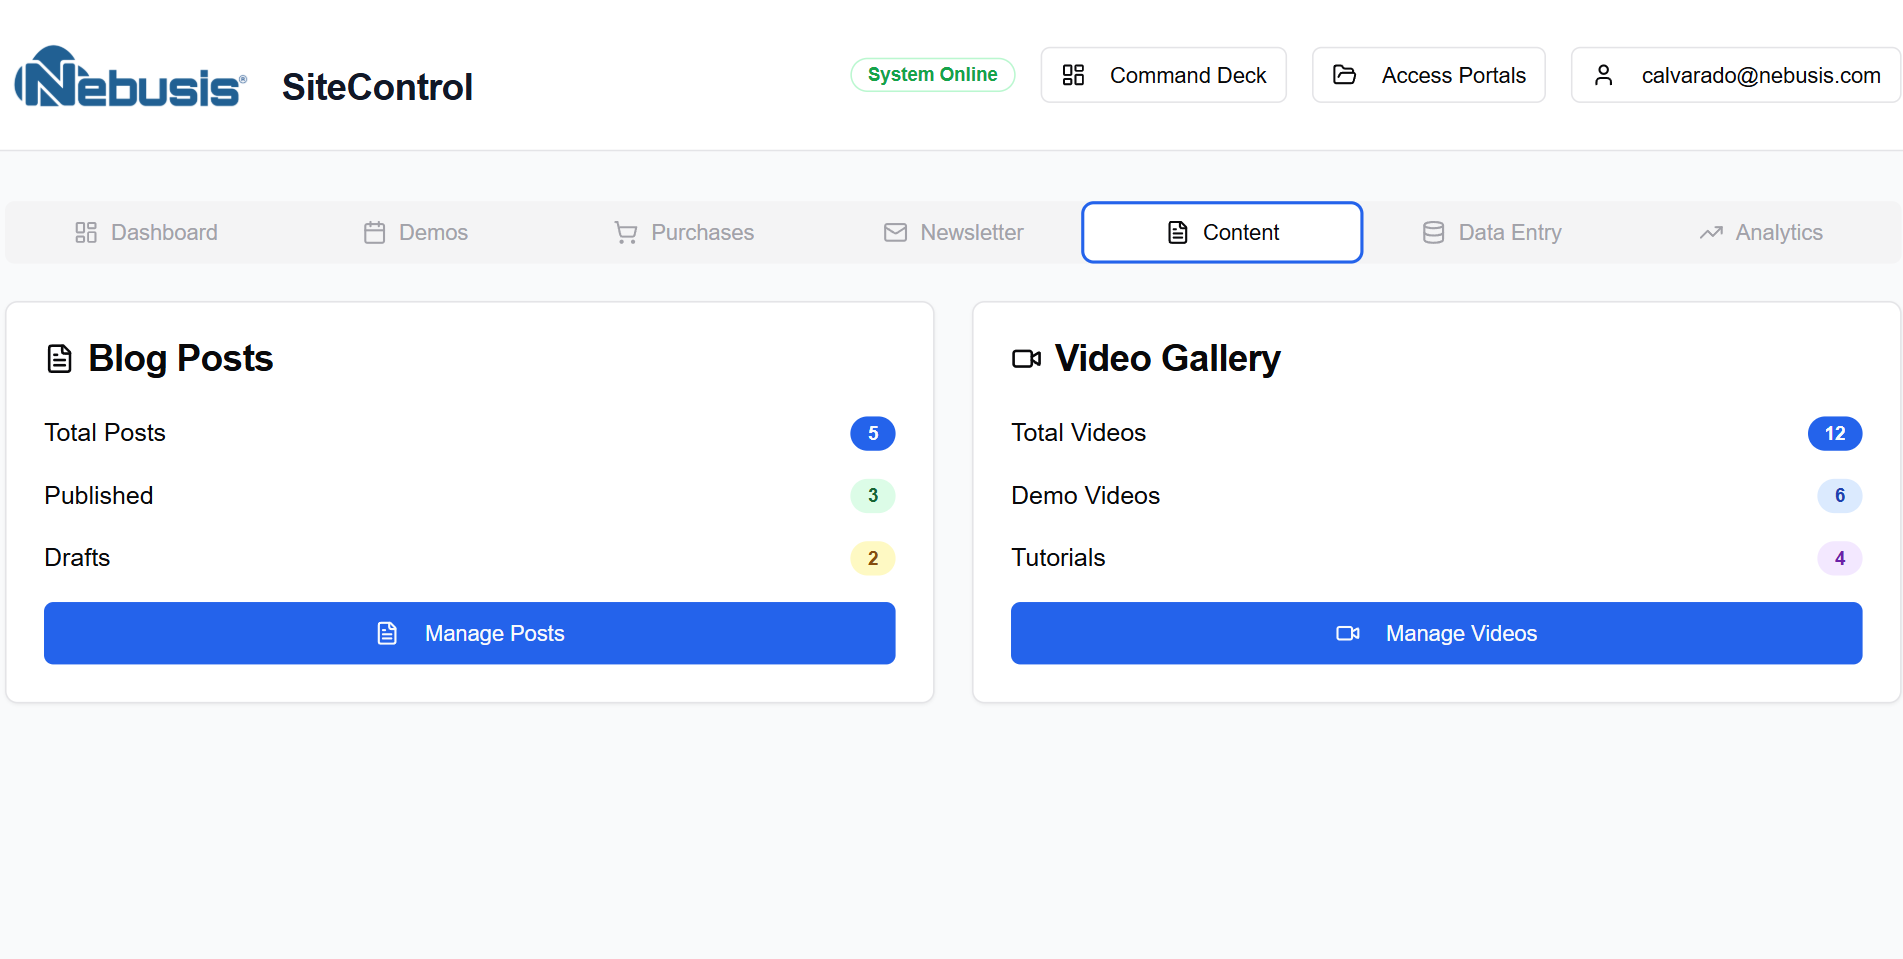 Nebusis®
SiteControl
System Online
Command Deck
Access Portals
calvarado@nebusis.com
Dashboard
Demos
Purchases
Newsletter
Content
Data Entry
Analytics
Blog Posts
Total Posts 5
Published 3
Drafts 2
Manage Posts
Video Gallery
Total Videos 12
Demo Videos 6
Tutorials 4
Manage Videos